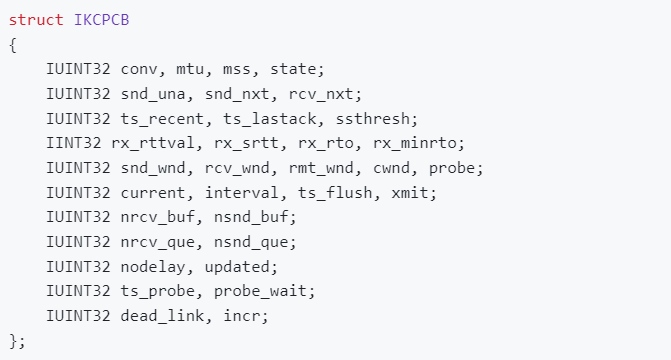 struct IKCPCB
{
    IUINT32 conv, mtu, mss, state;
    IUINT32 snd_una, snd_nxt, rcv_nxt;
    IUINT32 ts_recent, ts_lastack, ssthresh;
    IINT32 rx_rttval, rx_srtt, rx_rto, rx_minrto;
    IUINT32 snd_wnd, rcv_wnd, rmt_wnd, cwnd, probe;
    IUINT32 current, interval, ts_flush, xmit;
    IUINT32 nrcv_buf, nsnd_buf;
    IUINT32 nrcv_que, nsnd_que;
    IUINT32 nodelay, updated;
    IUINT32 ts_probe, probe_wait;
    IUINT32 dead_link, incr;
};